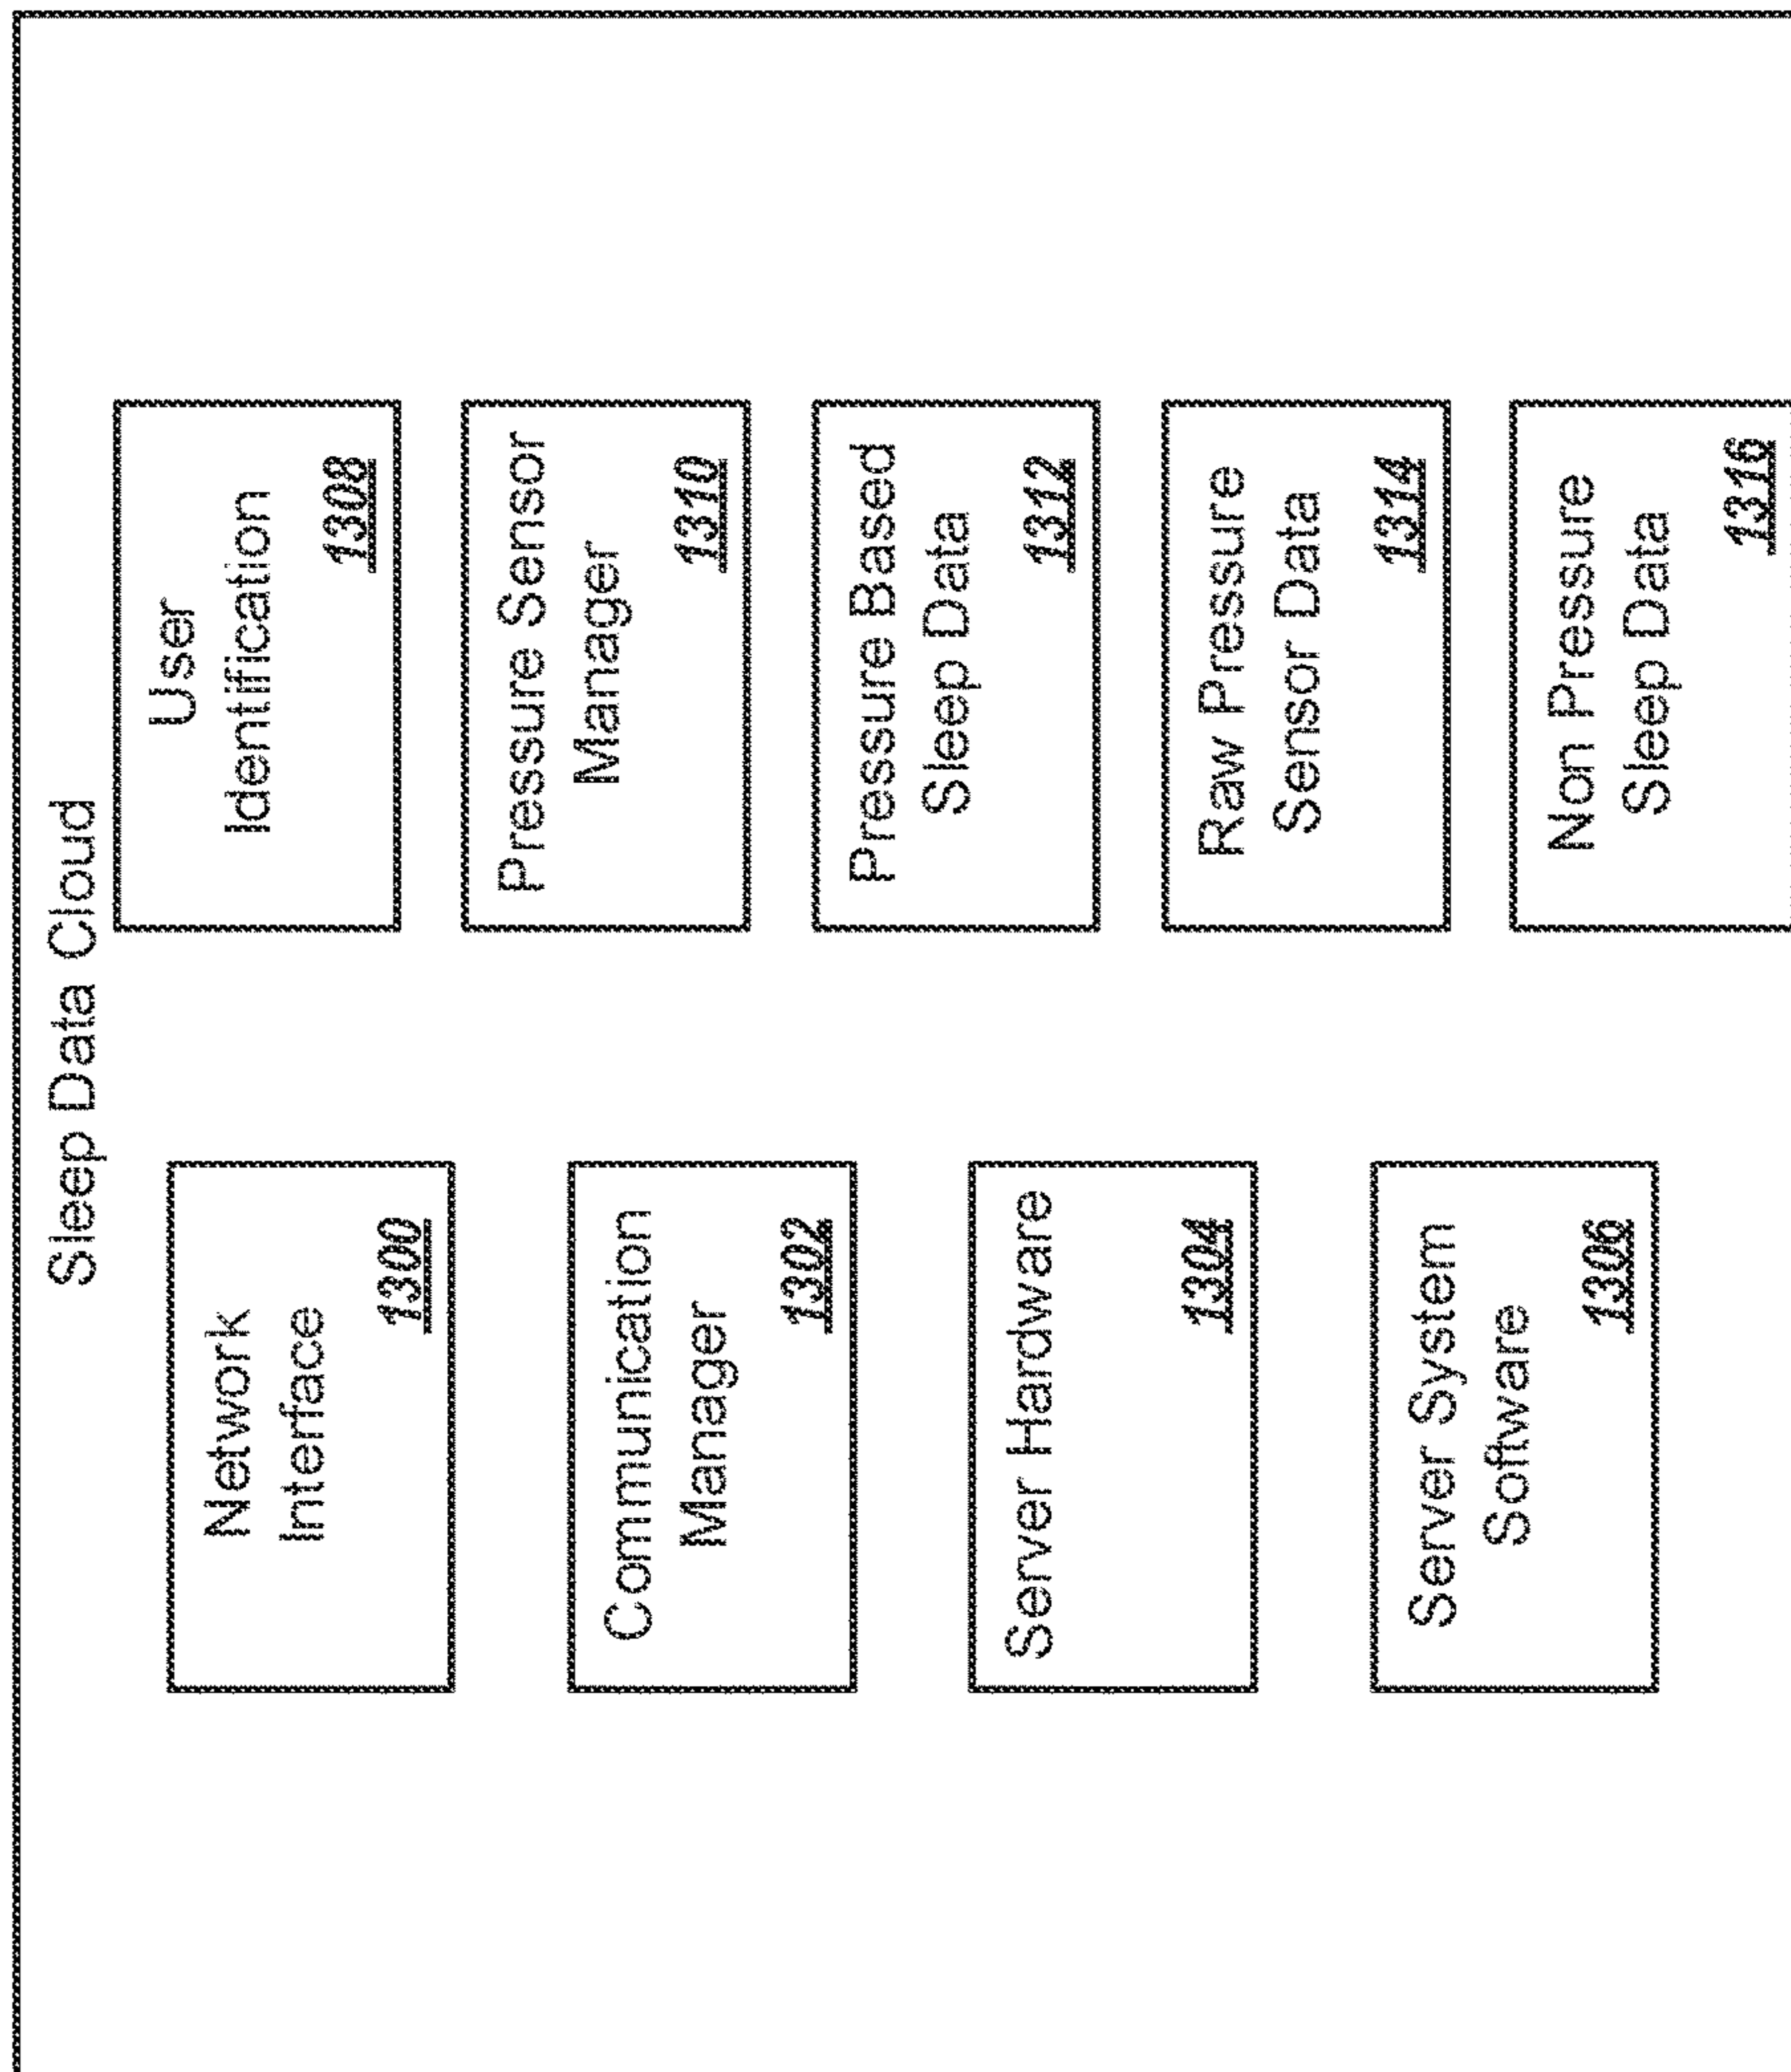 Sleep Data Cloud
Network
Interface
1300
Communication
Manager
1302
Server Hardware
1304
Server System
Software
1306
User
Identification
1308
Pressure Sensor
Manager
1310
Pressure Based
Sleep Data
1312
Raw Pressure
Sensor Data
1314
Non Pressure
Sleep Data
1316